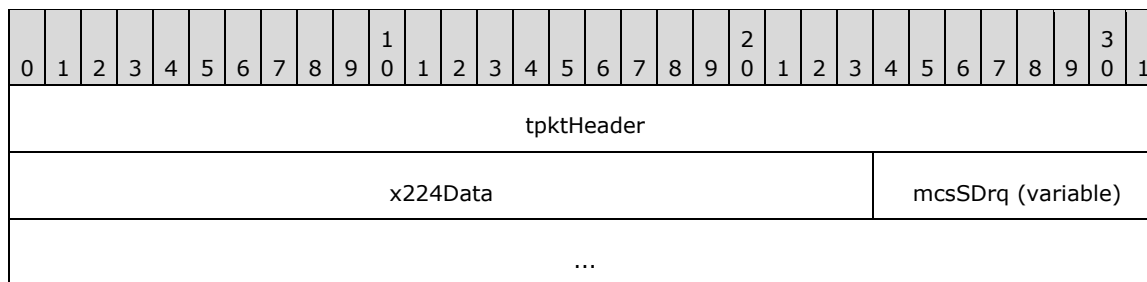 1 2 3
0 1 2 3 4 5 6 7 8 9 0 1 2 3 4 5 6 7 8 9 0 1 2 3 4 5 6 7 8 9 0 1
tpktHeader
x224Data mcsSDrq (variable)
...